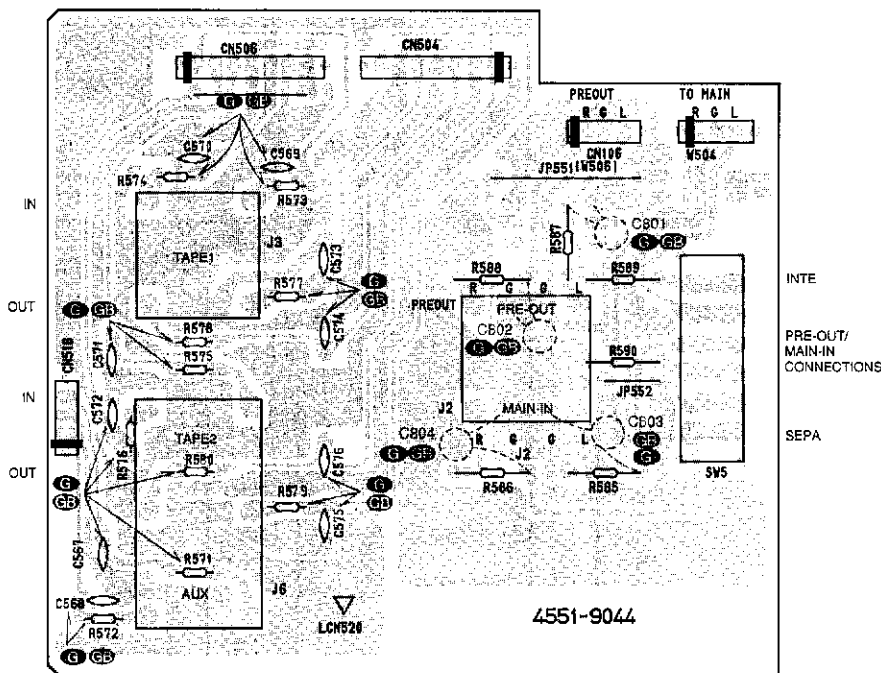 CN506
CN504
PREOUT
R G L
TO MAIN
R G L
G GB
CN106
(W506)
W504
JP551
C570
C569
R574
R573
IN
TAPE1
J3
R587
C801
G GB
C573
R577
G
GB
C574
R588
R589
INTE
R G G L
PREOUT
PRE-OUT
C802
G GB
OUT
G GB
R578
R575
C571
CN518
R590
JP552
PRE-OUT/
MAIN-IN
CONNECTIONS
IN
C572
R576
TAPE2
R580
J2
MAIN-IN
C804
R G G L
J2
C803
GB
G
G GB
SEPA
C576
R579
G
GB
C575
R586
R585
SW5
OUT
G
GB
C567
R571
AUX
J6
C568
R572
G GB
LCN520
4551-9044